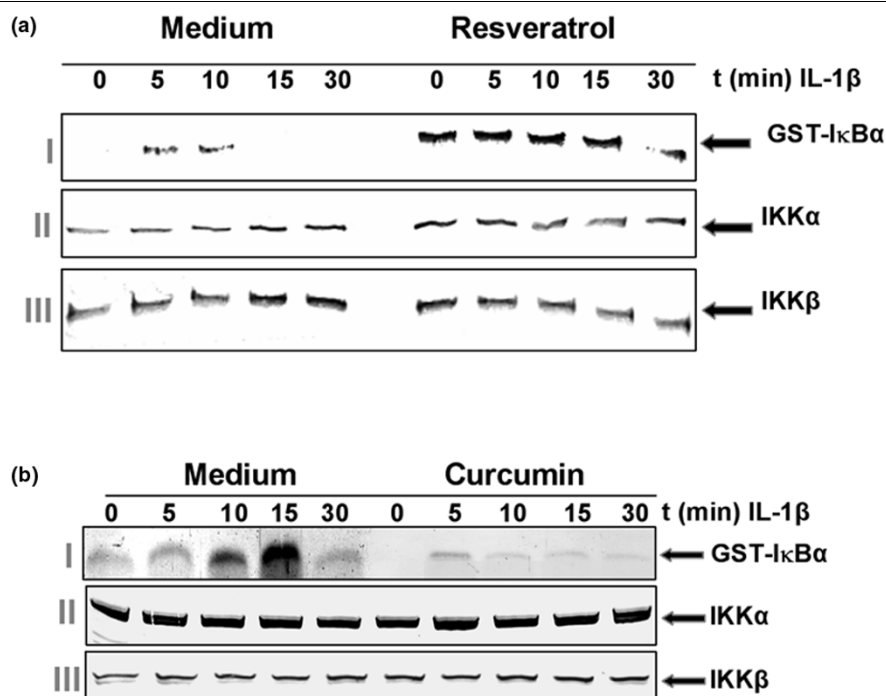 (a)
Medium Resveratrol
0 5 10 15 30 0 5 10 15 30 t (min) IL-1β
I GST-IκBα
II IKKα
III IKKβ
(b)
Medium Curcumin
0 5 10 15 30 0 5 10 15 30 t (min) IL-1β
I GST-IκBα
II IKKα
III IKKβ